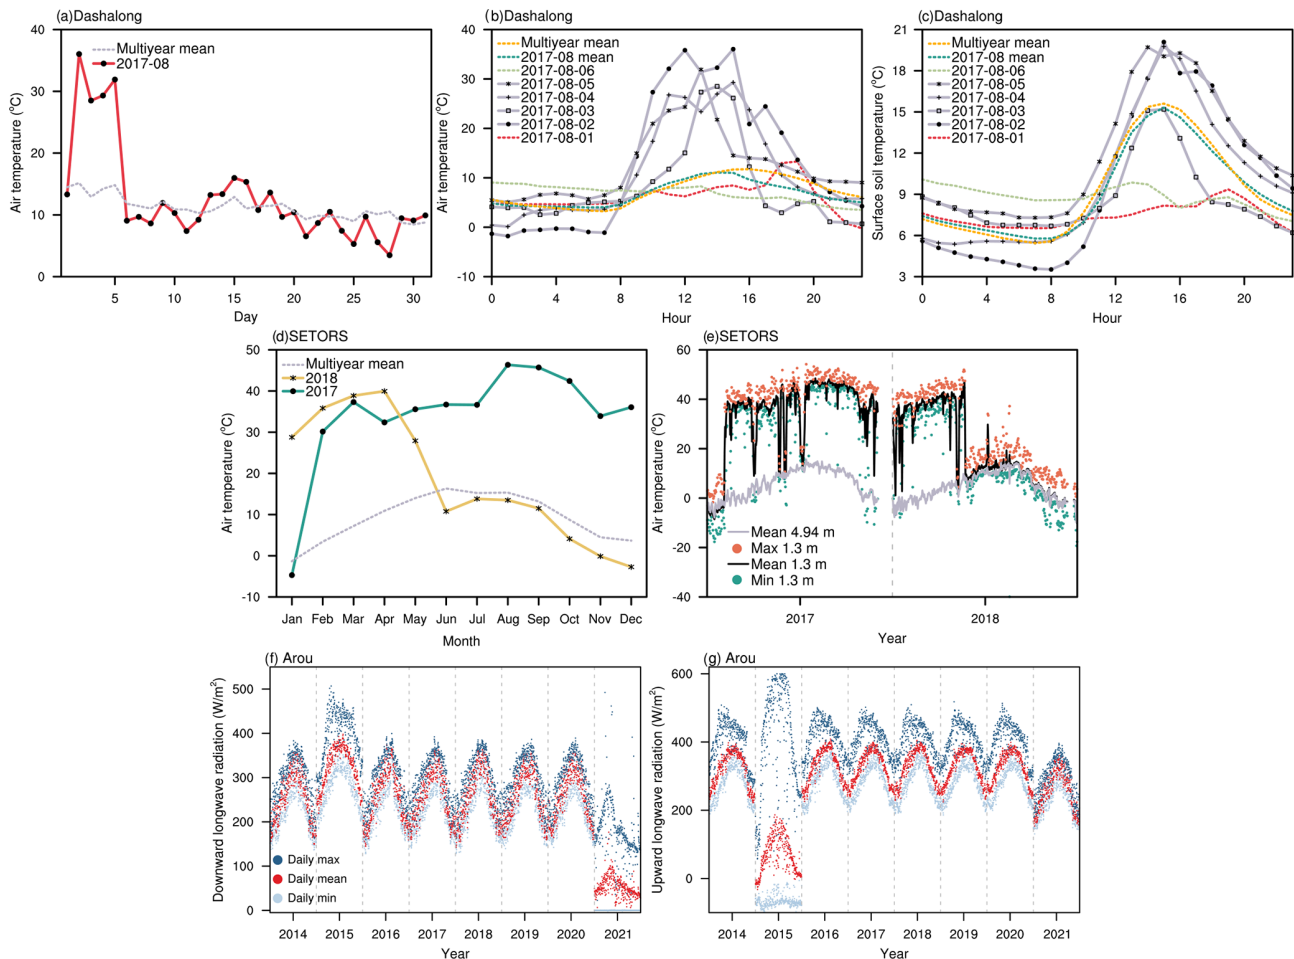 (a)Dashalong
Air temperature (°C)
40
30
20
10
0
Multiyear mean
2017-08
5
10
15
20
25
30
Day
(b)Dashalong
Air temperature (°C)
40
30
20
10
0
-10
Multiyear mean
2017-08 mean
2017-08-06
2017-08-05
2017-08-04
2017-08-03
2017-08-02
2017-08-01
0
4
8
12
16
20
Hour
(c)Dashalong
Surface soil temperature (°C)
21
18
15
12
9
6
3
Multiyear mean
2017-08 mean
2017-08-06
2017-08-05
2017-08-04
2017-08-03
2017-08-02
2017-08-01
0
4
8
12
16
20
Hour
(d)SETORS
Air temperature (°C)
50
40
30
20
10
0
-10
Multiyear mean
2018
2017
Jan
Feb
Mar
Apr
May
Jun
Jul
Aug
Sep
Oct
Nov
Dec
Month
(e)SETORS
Air temperature (°C)
60
40
20
0
-20
-40
Mean 4.94 m
Max 1.3 m
Mean 1.3 m
Min 1.3 m
2017
2018
Year
(f) Arou
Downward longwave radiation (W/m²)
500
400
300
200
100
0
Daily max
Daily mean
Daily min
2014
2015
2016
2017
2018
2019
2020
2021
Year
(g) Arou
Upward longwave radiation (W/m²)
600
400
200
0
2014
2015
2016
2017
2018
2019
2020
2021
Year